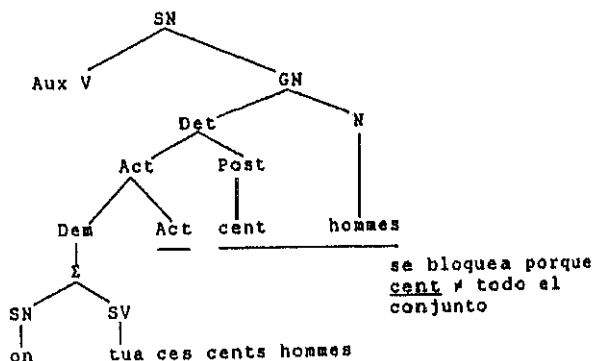 SN
Aux V GN
Det N
Act Post
Dem Act cent hommes
Σ se bloquea porque
cent ≠ todo el
SN SV conjunto
on tua ces cents hommes